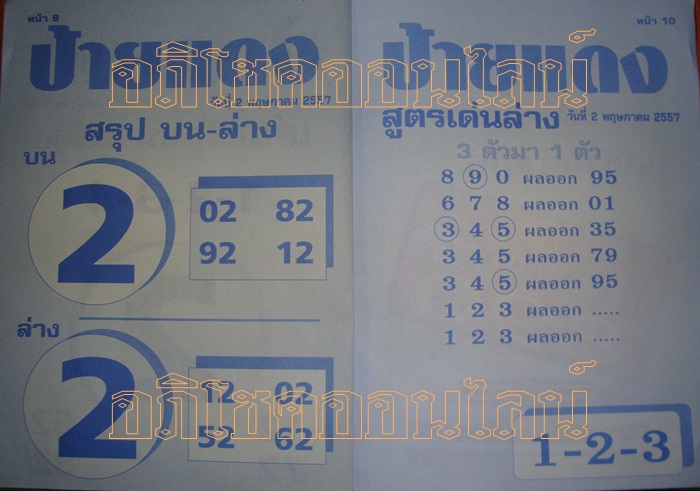 หน้า 9
ป้ายแดง
วันที่ 2 พฤษภาคม 2557
สรุป บน-ล่าง
บน
2
02 82
92 12
ล่าง
2
12 02
52 62
หน้า 10
ป้ายแดง
สูตรเด่นล่าง วันที่ 2 พฤษภาคม 2557
3 ตัวมา 1 ตัว
8 9 0 ผลออก 95
6 7 8 ผลออก 01
3 4 5 ผลออก 35
3 4 5 ผลออก 79
3 4 5 ผลออก 95
1 2 3 ผลออก .....
1 2 3 ผลออก .....
1-2-3
อภิโชคออนไลน์
อภิโชคออนไลน์